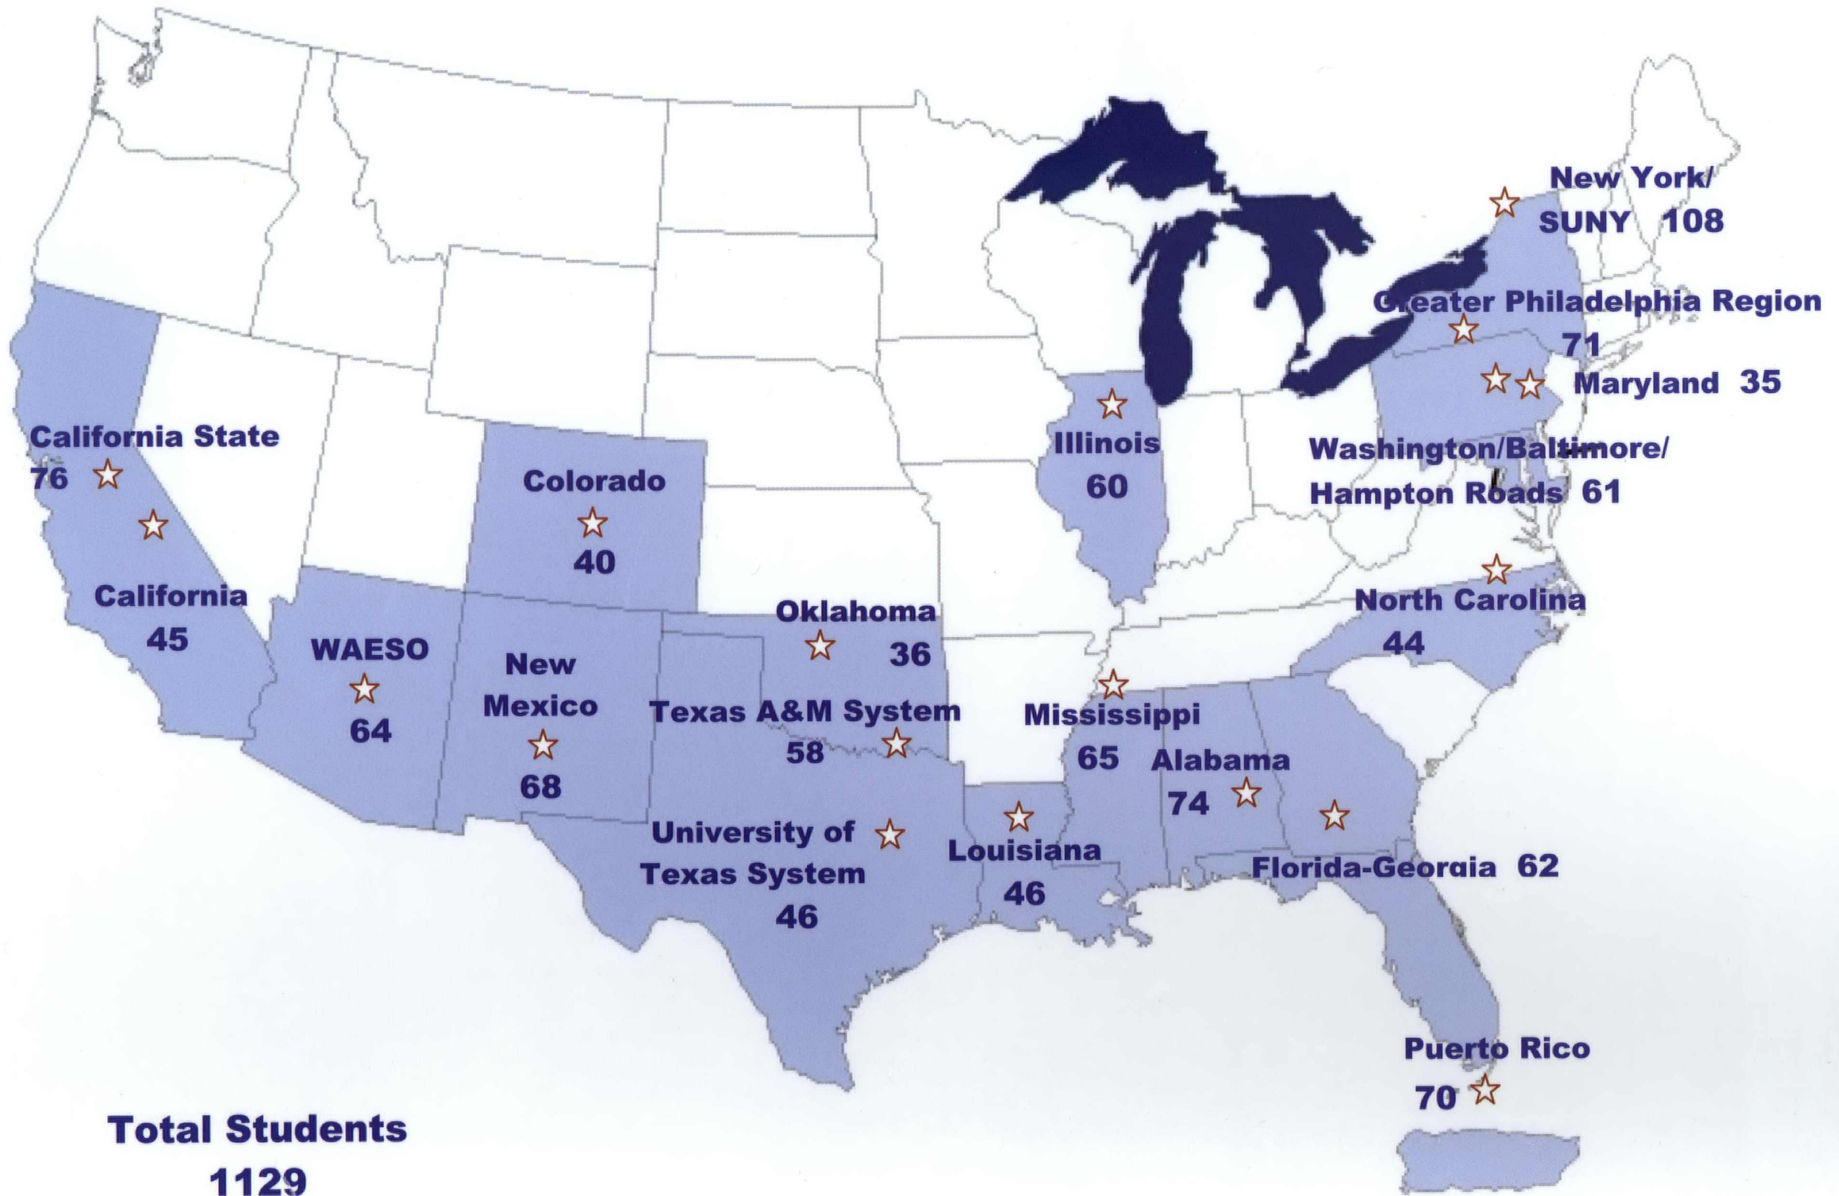 New York/
SUNY 108
Greater Philadelphia Region
71
Maryland 35
California State
76
Illinois
60
Washington/Baltimore/
Hampton Roads 61
Colorado
40
California
45
Oklahoma
36
North Carolina
44
WAESO
64
New
Mexico
68
Texas A&M System
58
Mississippi
65
Alabama
74
University of
Texas System
46
Louisiana
46
Florida-Georgia 62
Puerto Rico
70
Total Students
1129